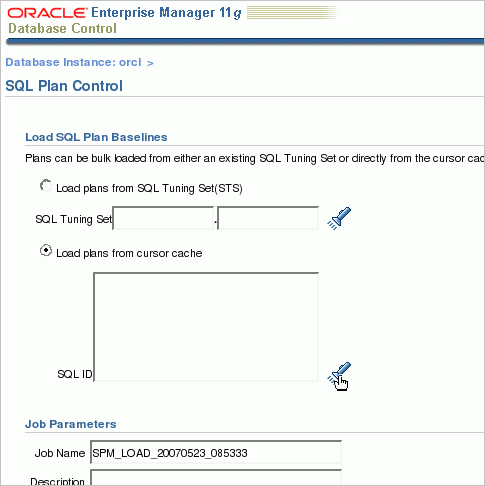 ORACLE Enterprise Manager 11g
Database Control
Database Instance: orcl >
SQL Plan Control
Load SQL Plan Baselines
Plans can be bulk loaded from either an existing SQL Tuning Set or directly from the cursor cac
Load plans from SQL Tuning Set(STS)
SQL Tuning Set .
Load plans from cursor cache
SQL ID
Job Parameters
Job Name SPM_LOAD_20070523_085333
Description